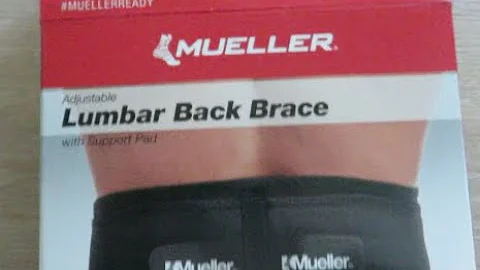 #MUELLERREADY
MUELLER
Adjustable
Lumbar Back Brace
with Support Pad
Mueller Mueller